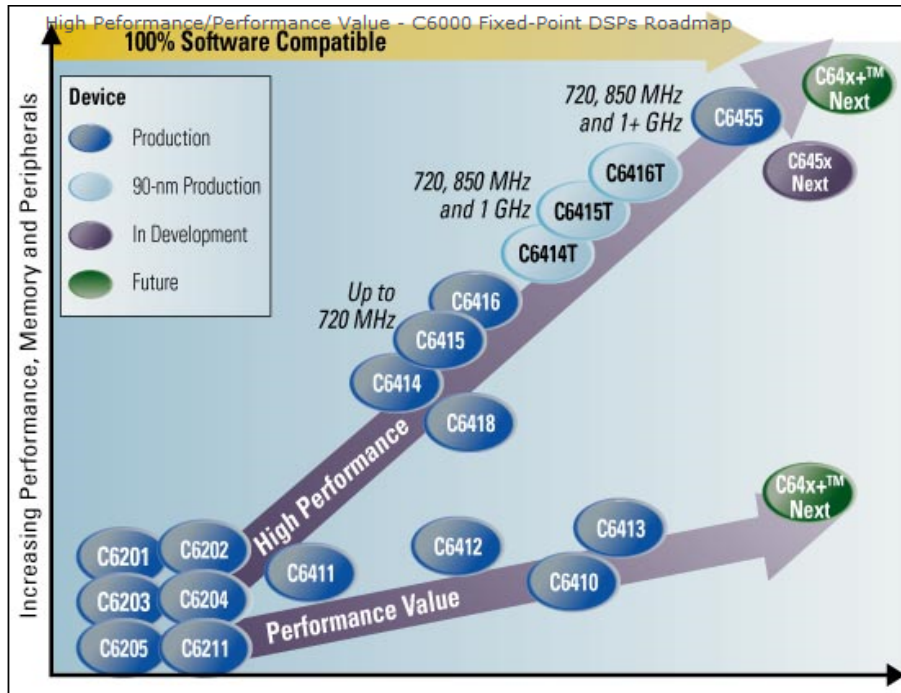 High Peformance/Performance Value - C6000 Fixed-Point DSPs Roadmap
100% Software Compatible
Increasing Performance, Memory and Peripherals
Device
Production
90-nm Production
In Development
Future
720, 850 MHz
and 1+ GHz
C6455
C64x+™
Next
C645x
Next
720, 850 MHz
and 1 GHz
C6416T
C6415T
C6414T
Up to
720 MHz
C6416
C6415
C6414
C6418
High Performance
C6201
C6202
C6203
C6204
C6205
C6211
C6411
C6412
C6413
C6410
C64x+™
Next
Performance Value